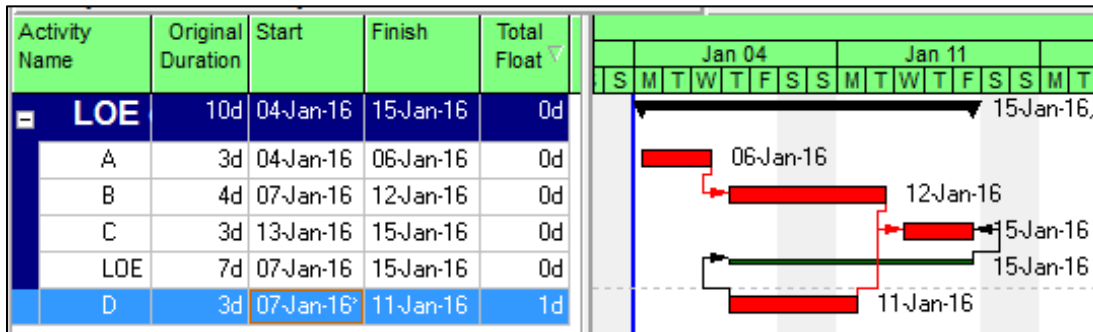 Activity Name Original Duration Start Finish Total Float
Jan 04 Jan 11
S M T W T F S S M T W T F S S M T
LOE 10d 04-Jan-16 15-Jan-16 0d 15-Jan-16,
A 3d 04-Jan-16 06-Jan-16 0d 06-Jan-16
B 4d 07-Jan-16 12-Jan-16 0d 12-Jan-16
C 3d 13-Jan-16 15-Jan-16 0d 15-Jan-16
LOE 7d 07-Jan-16 15-Jan-16 0d 15-Jan-16
D 3d 07-Jan-16* 11-Jan-16 1d 11-Jan-16